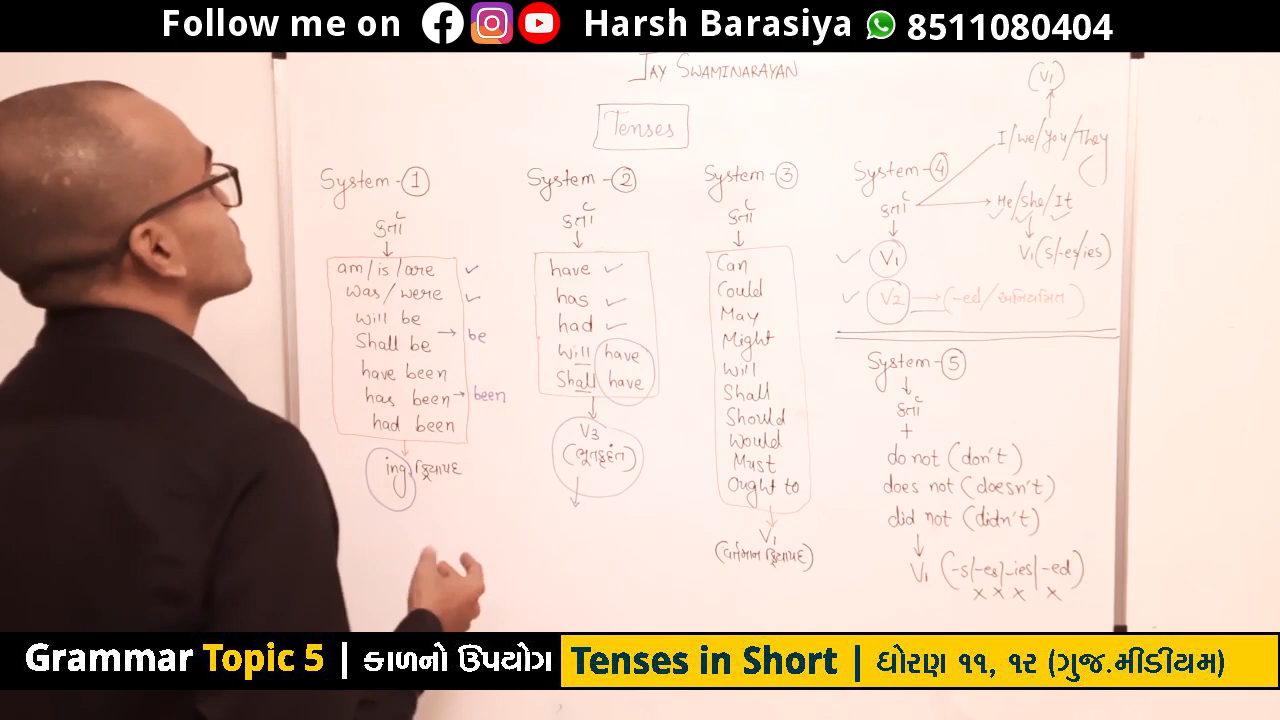 Follow me on Harsh Barasiya 8511080404
JAY SWAMINARAYAN
Tenses
System - 1
કર્તા
am/is/are
was/were
will be
Shall be → be
have been
has been → been
had been
ing ક્રિયાપદ
System - 2
કર્તા
have
has
had
will have
Shall have
V3
(ભૂતકૃદંત)
System - 3
કર્તા
Can
Could
May
Might
Will
Shall
Should
Would
Must
Ought to
V1
(વર્તમાન ક્રિયાપદ)
System - 4
કર્તા
V1
I/We/You/They
He/She/It
V1(s/-es/ies)
V1
V2 → (-ed/અનિયમિત)
System - 5
કર્તા
+
do not (don't)
does not (doesn't)
did not (didn't)
V1 (-s/-es/-ies/-ed)
x x x x
Grammar Topic 5 | કાળનો ઉપયોગ Tenses in Short | ધોરણ ૧૧, ૧૨ (ગુજ.મીડીયમ)